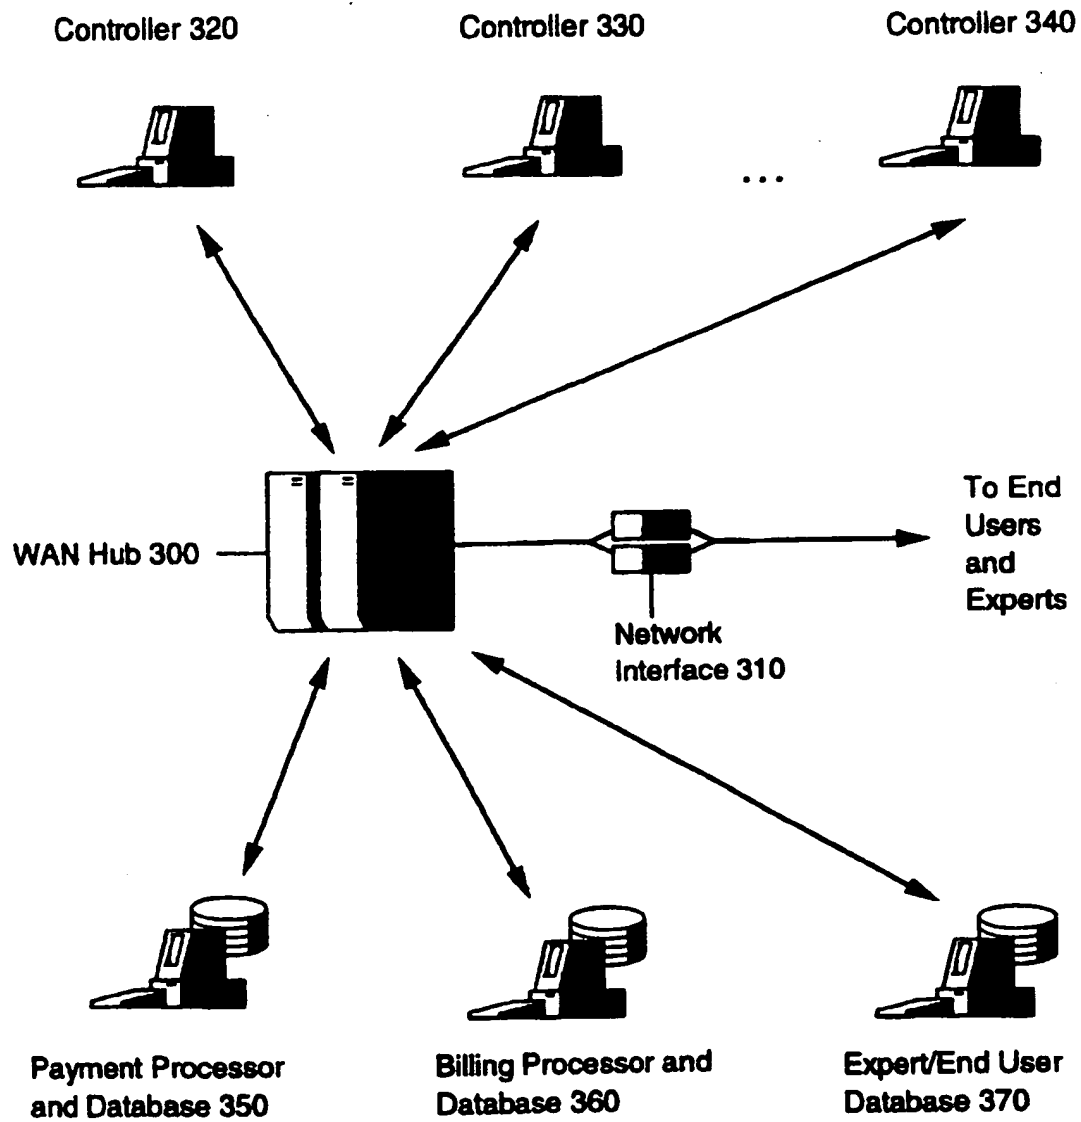 Controller 320
Controller 330
Controller 340
...
WAN Hub 300
To End
Users
and
Experts
Network
Interface 310
Payment Processor
and Database 350
Billing Processor and
Database 360
Expert/End User
Database 370